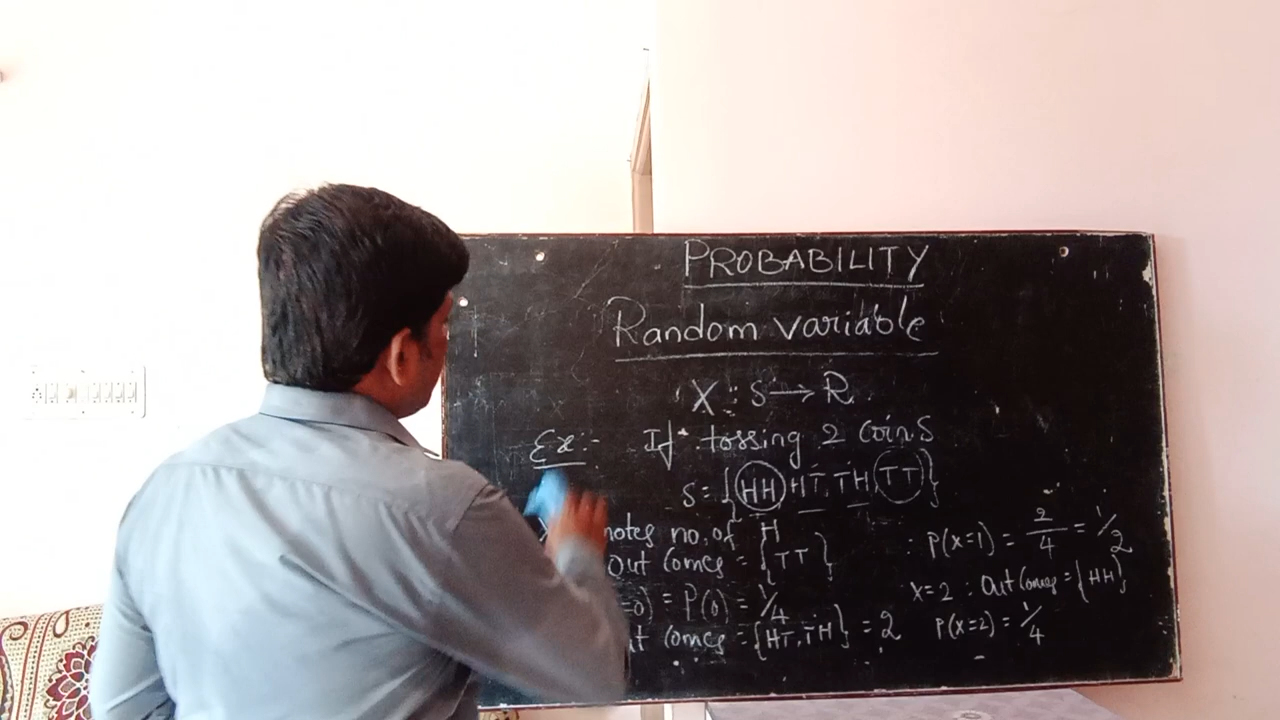 PROBABILITY
Random variable
X : S → R
Ex:- If tossing 2 coins
S = {HH, HT, TH, TT}
notes no. of H
Out Comes = {TT}
=0) = P(0) = 1/4
t comes = {HT, TH} = 2
: P(x=1) = 2/4 = 1/2
x=2 : Out Comes = {HH}
P(x=2) = 1/4